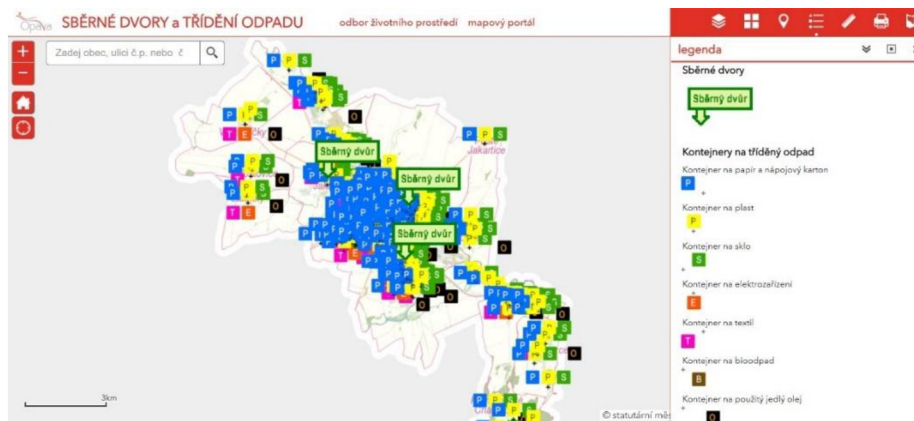 Opava
SBĚRNÉ DVORY a TŘÍDĚNÍ ODPADU
odbor životního prostředí
mapový portál
Zadej obec, ulici č.p. nebo č
legenda
Sběrné dvory
Sběrný dvůr
Kontejnery na tříděný odpad
Kontejner na papír a nápojový karton
P
Kontejner na plast
P
Kontejner na sklo
S
Kontejner na elektrozařízení
E
Kontejner na textil
T
Kontejner na bioodpad
B
Kontejner na použitý jedlý olej
O
Jakartice
Sběrný dvůr
Sběrný dvůr
Sběrný dvůr
3km
© statutární měs